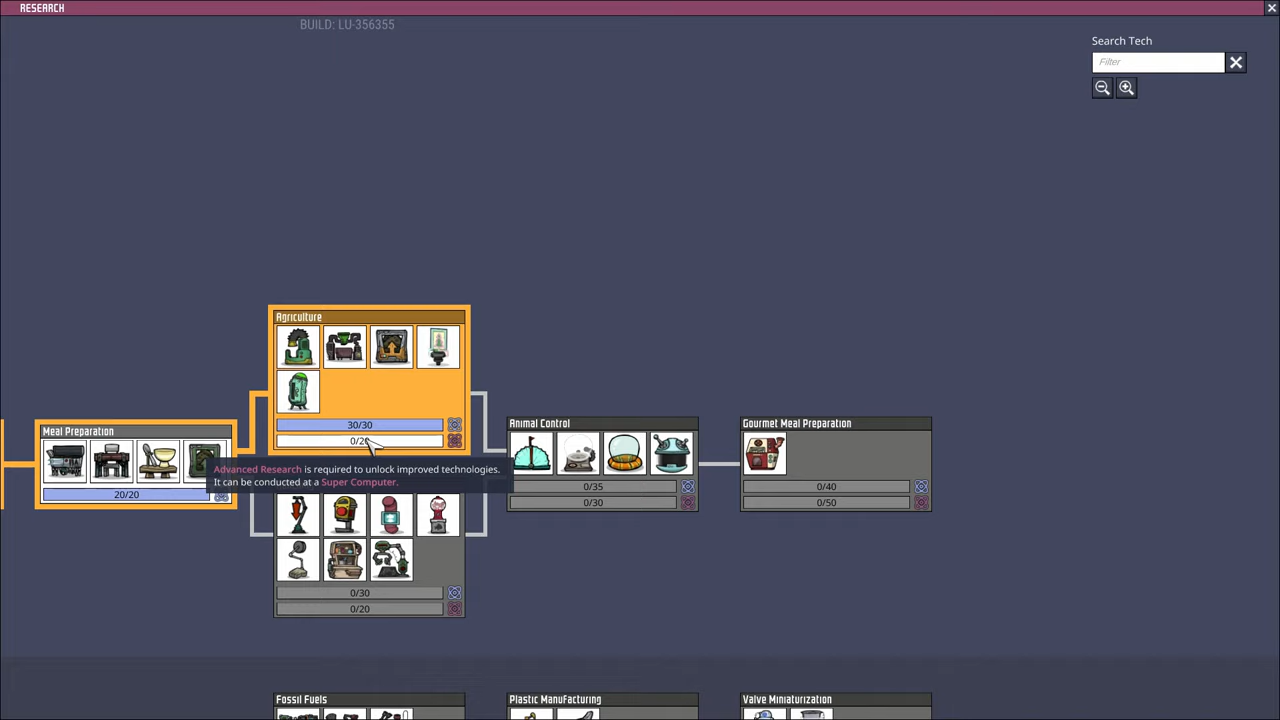 RESEARCH
BUILD: LU-356355
Search Tech
Filter
Agriculture
30/30
Meal Preparation
20/20
Advanced Research is required to unlock improved technologies.
It can be conducted at a Super Computer.
Animal Control
0/35
0/30
Gourmet Meal Preparation
0/40
0/50
0/30
0/20
Fossil Fuels
Plastic Manufacturing
Valve Miniaturization